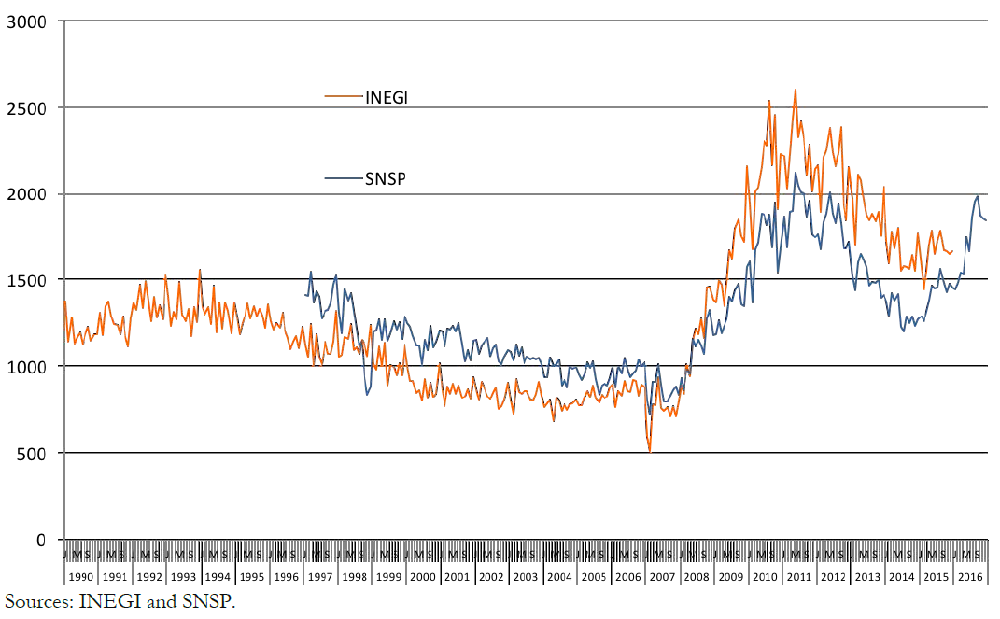 3000
2500
2000
1500
1000
500
0
INEGI
SNSP
J M S J M S J M S J M S J M S J M S J M S J M S J M S J M S J M S J M S J M S J M S J M S J M S J M S J M S J M S J M S J M S J M S J M S J M S J M S J M S J M S
1990 1991 1992 1993 1994 1995 1996 1997 1998 1999 2000 2001 2002 2003 2004 2005 2006 2007 2008 2009 2010 2011 2012 2013 2014 2015 2016
Sources: INEGI and SNSP.